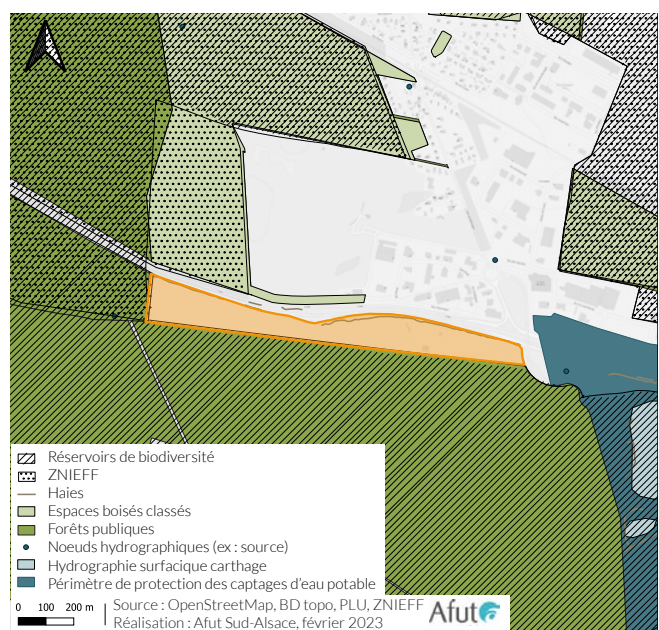 Réservoirs de biodiversité
ZNIEFF
Haies
Espaces boisés classés
Forêts publiques
Noeuds hydrographiques (ex : source)
Hydrographie surfacique carthage
Périmètre de protection des captages d'eau potable
0 100 200 m
Source : OpenStreetMap, BD topo, PLU, ZNIEFF
Réalisation : Afut Sud-Alsace, février 2023
Afut